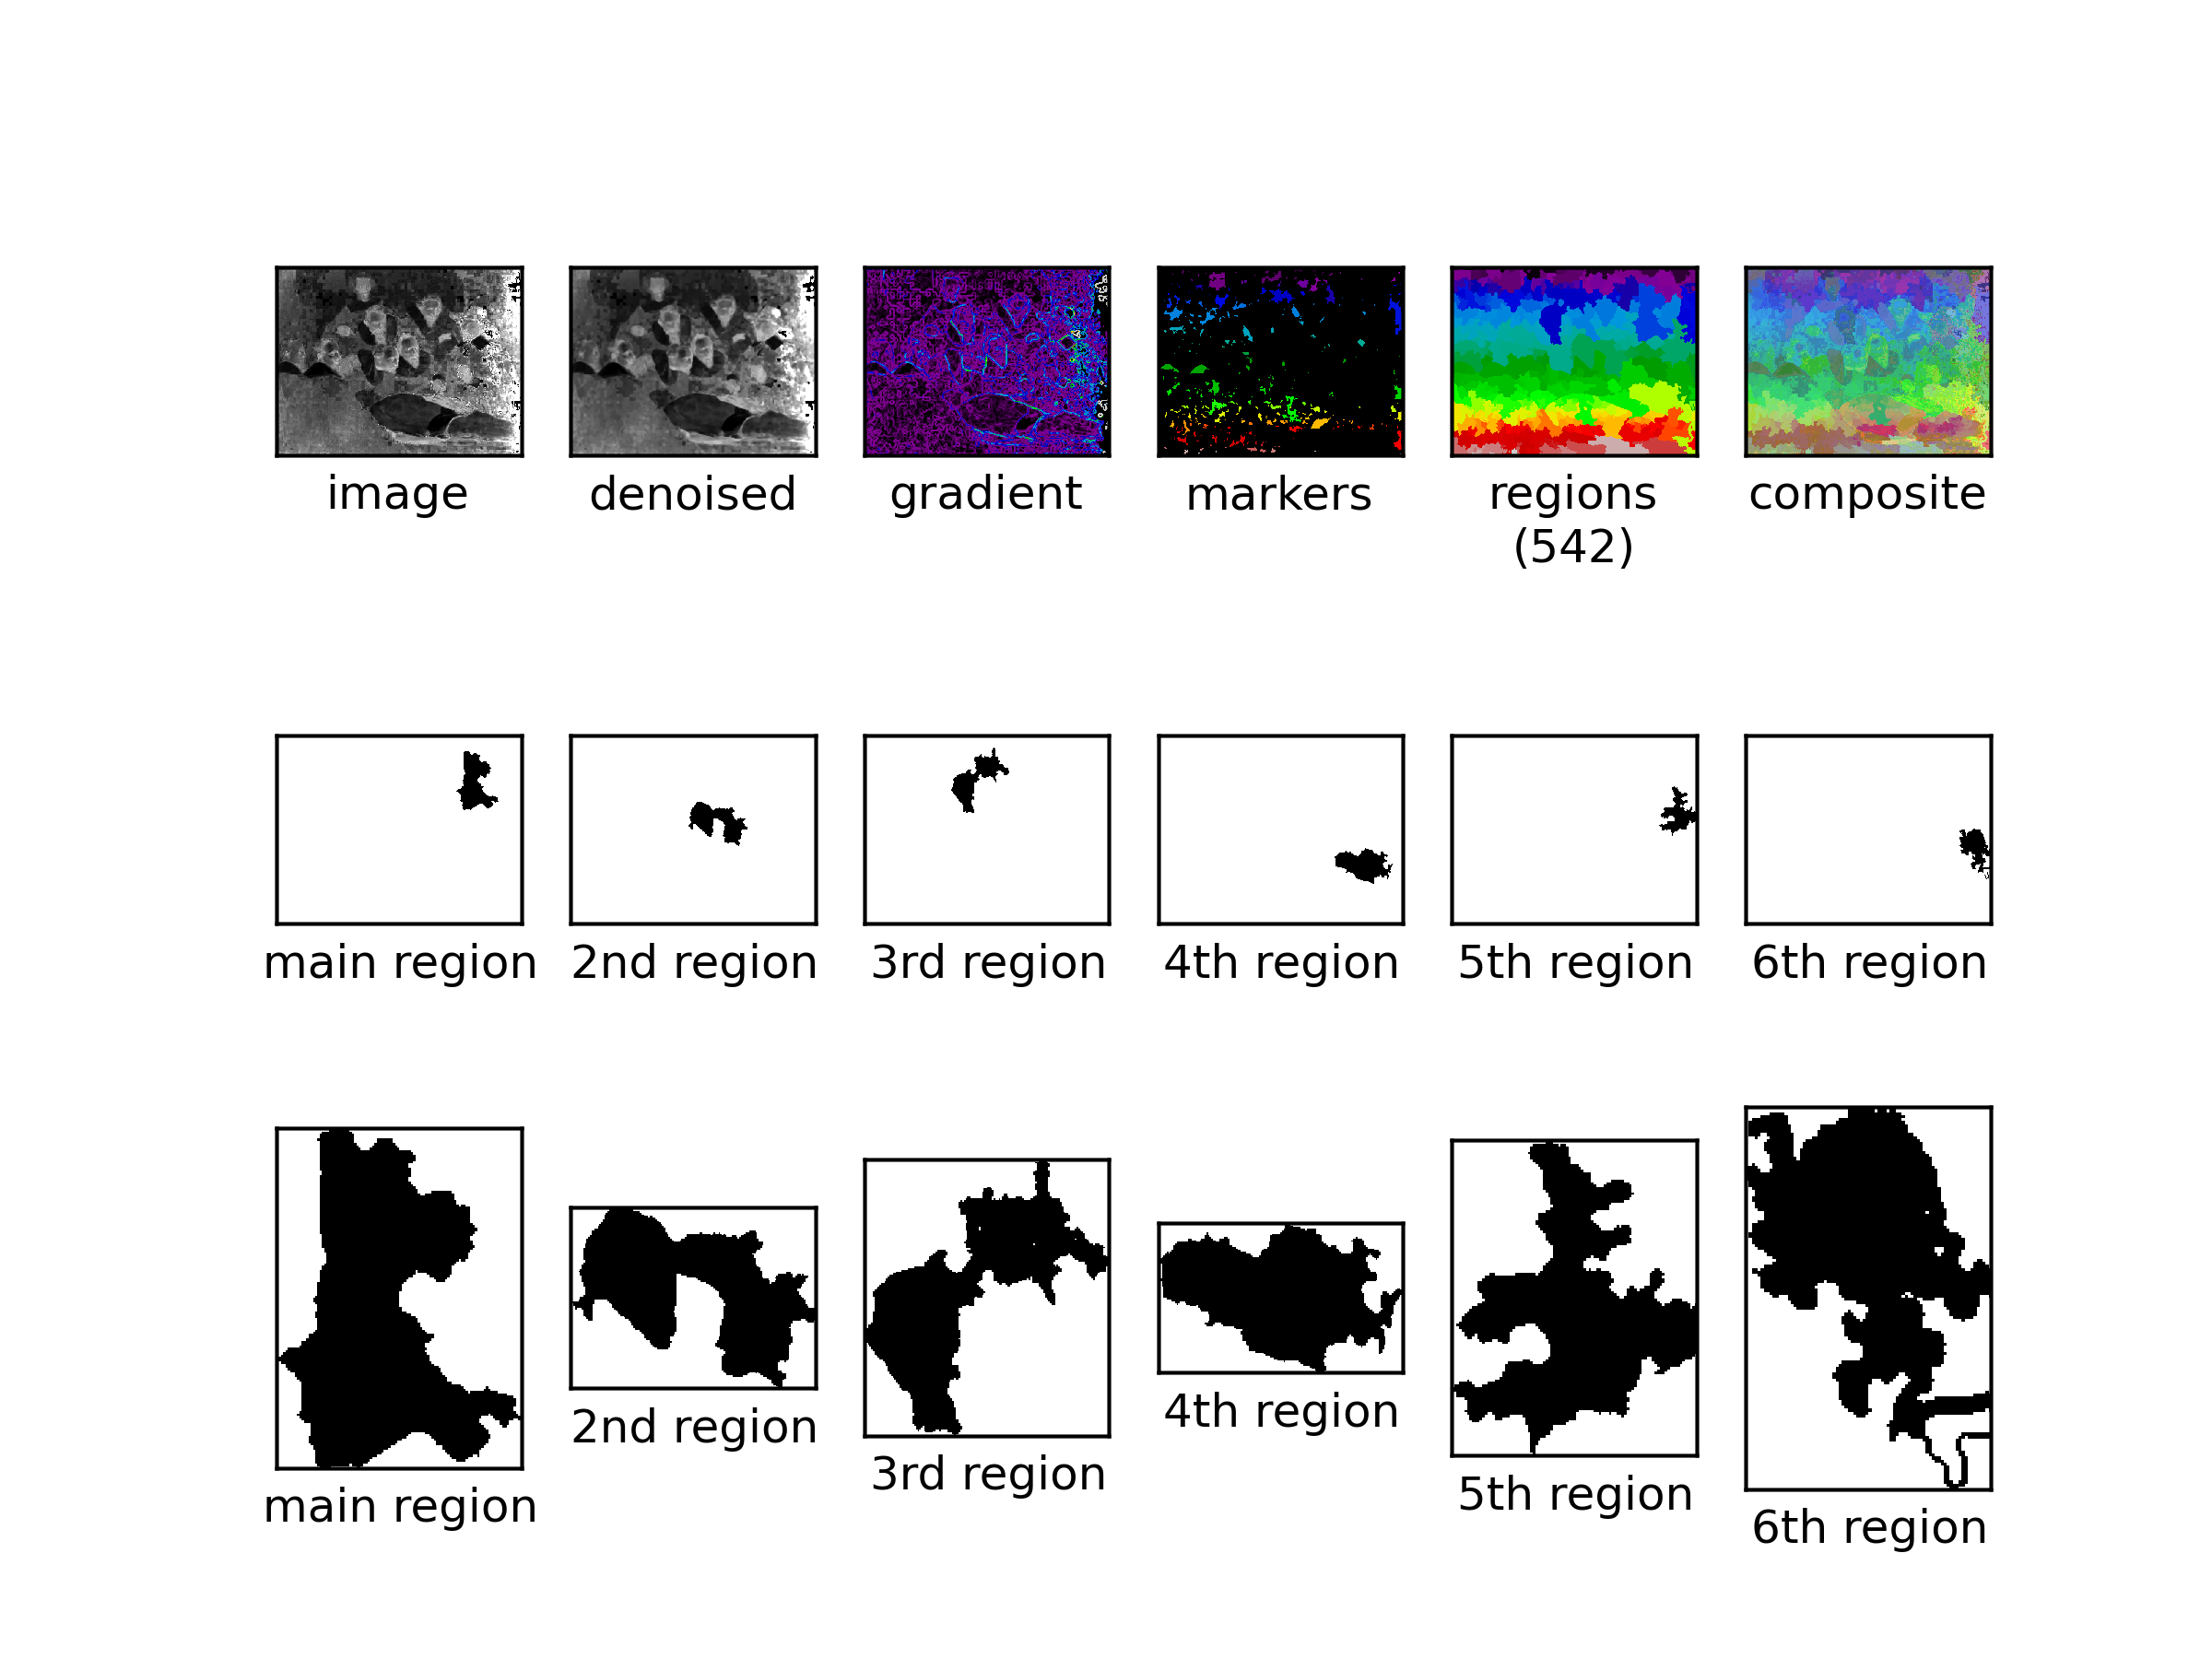 image
denoised
gradient
markers
regions
(542)
composite
main region
2nd region
3rd region
4th region
5th region
6th region
main region
2nd region
3rd region
4th region
5th region
6th region